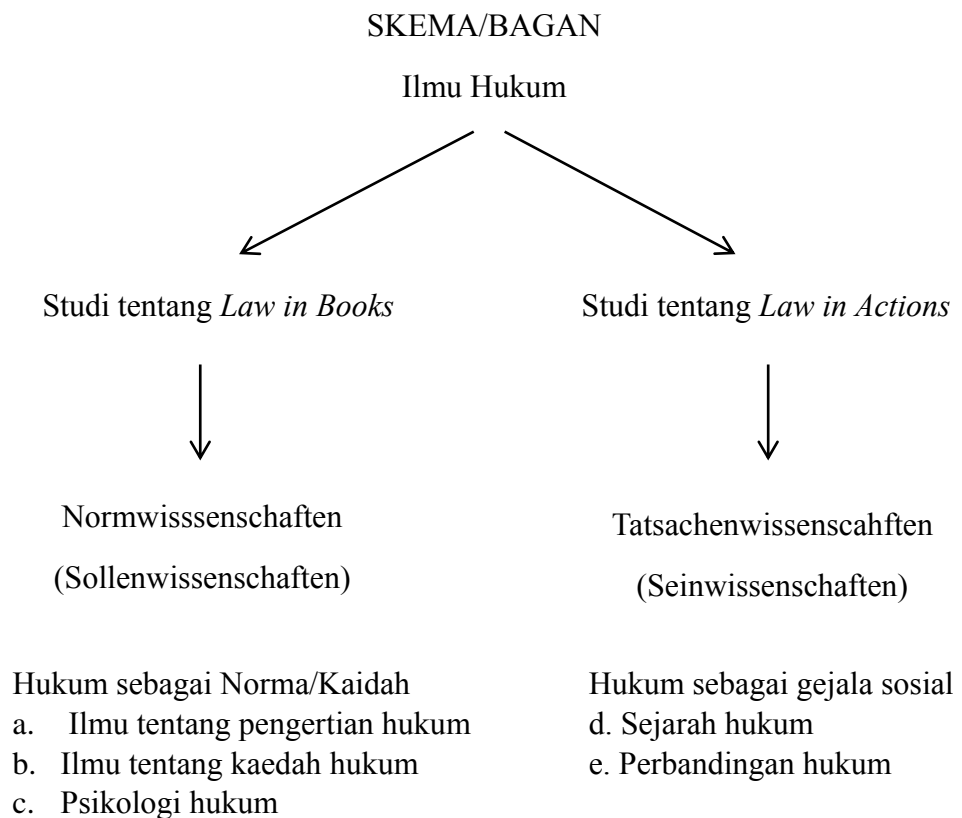 SKEMA/BAGAN
Ilmu Hukum
Studi tentang Law in Books
Studi tentang Law in Actions
Normwisssenschaften
(Sollenwissenschaften)
Tatsachenwissenscahften
(Seinwissenschaften)
Hukum sebagai Norma/Kaidah
a. Ilmu tentang pengertian hukum
b. Ilmu tentang kaedah hukum
c. Psikologi hukum
Hukum sebagai gejala sosial
d. Sejarah hukum
e. Perbandingan hukum